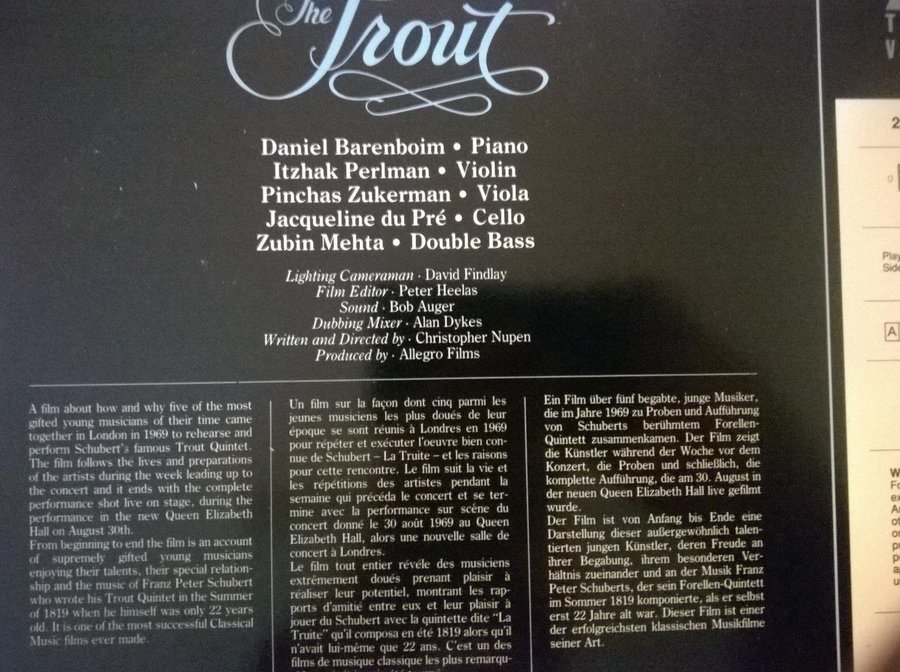 The Trout
Daniel Barenboim • Piano
Itzhak Perlman • Violin
Pinchas Zukerman • Viola
Jacqueline du Pré • Cello
Zubin Mehta • Double Bass
Lighting Cameraman · David Findlay
Film Editor · Peter Heelas
Sound · Bob Auger
Dubbing Mixer · Alan Dykes
Written and Directed by · Christopher Nupen
Produced by · Allegro Films
A film about how and why five of the most
gifted young musicians of their time came
together in London in 1969 to rehearse and
perform Schubert's famous Trout Quintet.
The film follows the lives and preparations
of the artists during the week leading up to
the concert and it ends with the complete
performance shot live on stage, during the
performance in the new Queen Elizabeth
Hall on August 30th.
From beginning to end the film is an account
of supremely gifted young musicians
enjoying their talents, their special relation-
ship and the music of Franz Peter Schubert
who wrote his Trout Quintet in the Summer
of 1819 when he himself was only 22 years
old. It is one of the most successful Classical
Music films ever made.
Un film sur la façon dont cinq parmi les
jeunes musiciens les plus doués de leur
époque se sont réunis à Londres en 1969
pour répéter et exécuter l'oeuvre bien con-
nue de Schubert – La Truite – et les raisons
pour cette rencontre. Le film suit la vie et
les répétitions des artistes pendant la
semaine qui précéda le concert et se ter-
mine avec la performance sur scène du
concert donné le 30 août 1969 au Queen
Elizabeth Hall, alors une nouvelle salle de
concert à Londres.
Le film tout entier révéle des musiciens
extrémement doués prenant plaisir à
réaliser leur potentiel, montrant les rap-
ports d'amitié entre eux et leur plaisir à
jouer du Schubert avec la quintette dite "La
Truite" qu'il composa en été 1819 alors qu'il
n'avait lui-même que 22 ans. C'est un des
films de musique classique les plus remarqu-
Ein Film über fünf begabte, junge Musiker,
die im Jahre 1969 zu Proben und Aufführung
von Schuberts berühmtem Forellen-
Quintett zusammenkamen. Der Film zeigt
die Künstler während der Woche vor dem
Konzert, die Proben und schließlich, die
komplette Aufführung, die am 30. August in
der neuen Queen Elizabeth Hall live gefilmt
wurde.
Der Film ist von Anfang bis Ende eine
Darstellung dieser außergewöhnlich talen-
tierten jungen Künstler, deren Freude an
ihrer Begabung, ihrem besonderen Ver-
hältnis zueinander und an der Musik Franz
Peter Schuberts, der sein Forellen-Quintett
im Sommer 1819 komponierte, als er selbst
erst 22 Jahre alt war. Dieser Film ist einer
der erfolgreichsten klassischen Musikfilme
seiner Art.
T
V
2
Play
Side
A